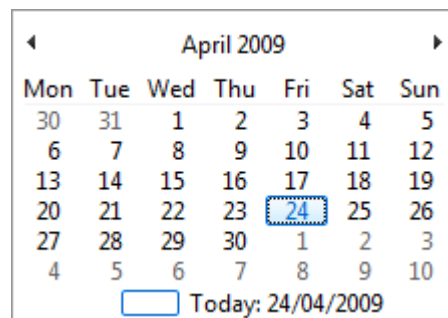 April 2009
Mon Tue Wed Thu Fri Sat Sun
30 31 1 2 3 4 5
6 7 8 9 10 11 12
13 14 15 16 17 18 19
20 21 22 23 24 25 26
27 28 29 30 1 2 3
4 5 6 7 8 9 10
Today: 24/04/2009